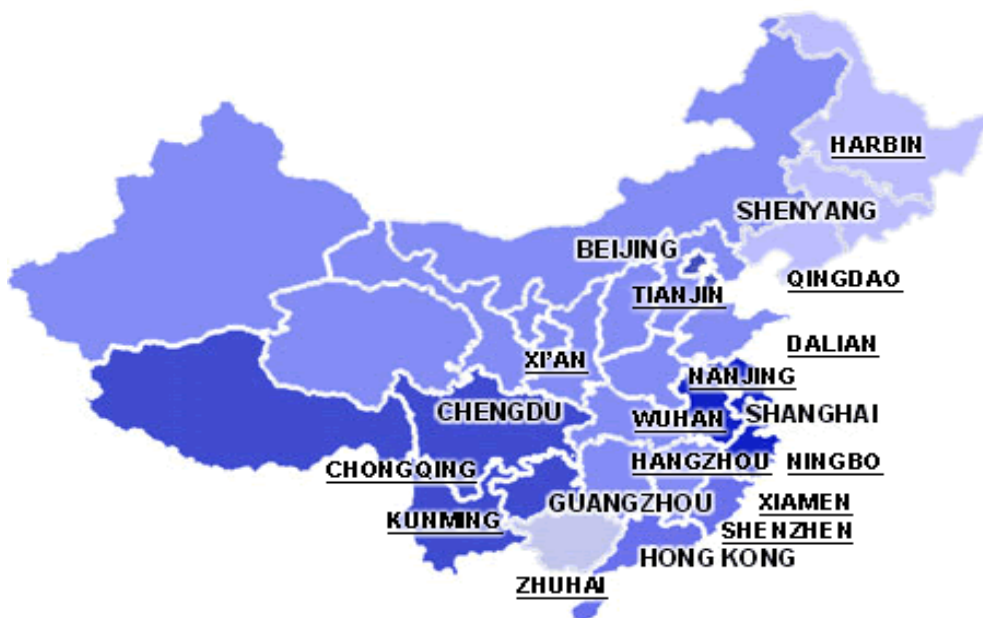 HARBIN
SHENYANG
BEIJING
QINGDAO
TIANJIN
DALIAN
XI'AN
NANJING
CHENGDU
WUHAN
SHANGHAI
CHONGQING
HANGZHOU
NINGBO
GUANGZHOU
XIAMEN
KUNMING
SHENZHEN
HONG KONG
ZHUHAI